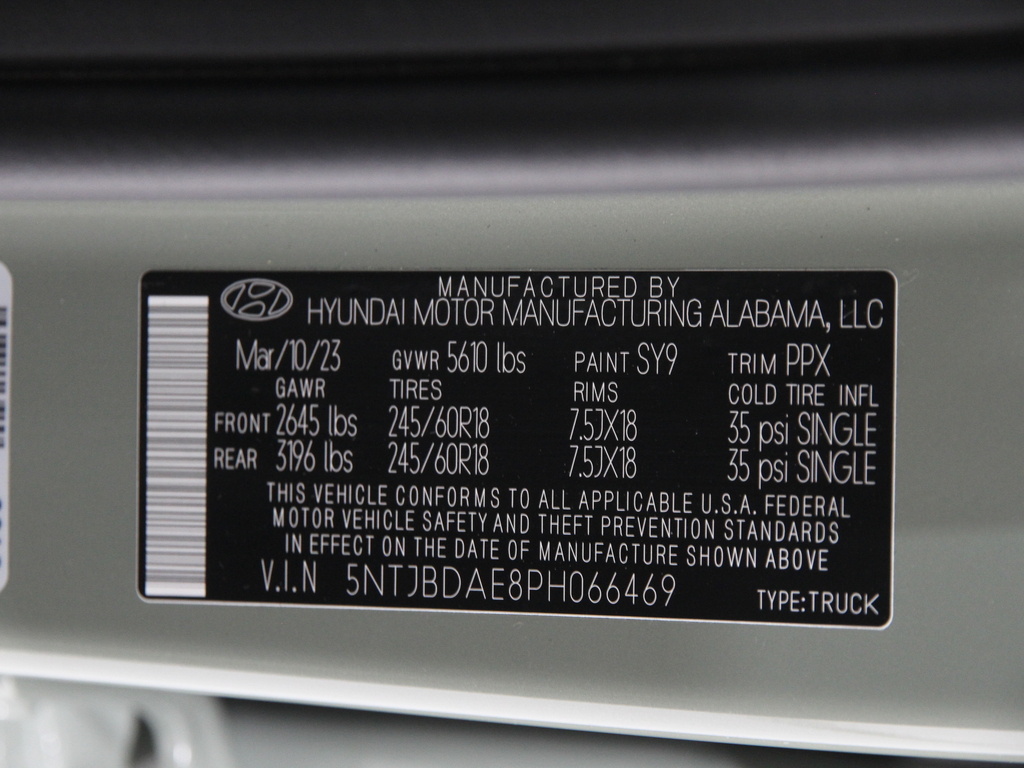 MANUFACTURED BY
HYUNDAI MOTOR MANUFACTURING ALABAMA, LLC
Mar/10/23 GVWR 5610 lbs PAINT SY9 TRIM PPX
GAWR TIRES RIMS COLD TIRE INFL
FRONT 2645 lbs 245/60R18 7.5JX18 35 psi SINGLE
REAR 3196 lbs 245/60R18 7.5JX18 35 psi SINGLE
THIS VEHICLE CONFORMS TO ALL APPLICABLE U.S.A. FEDERAL
MOTOR VEHICLE SAFETY AND THEFT PREVENTION STANDARDS
IN EFFECT ON THE DATE OF MANUFACTURE SHOWN ABOVE
V.I.N 5NTJBDAE8PH066469 TYPE:TRUCK